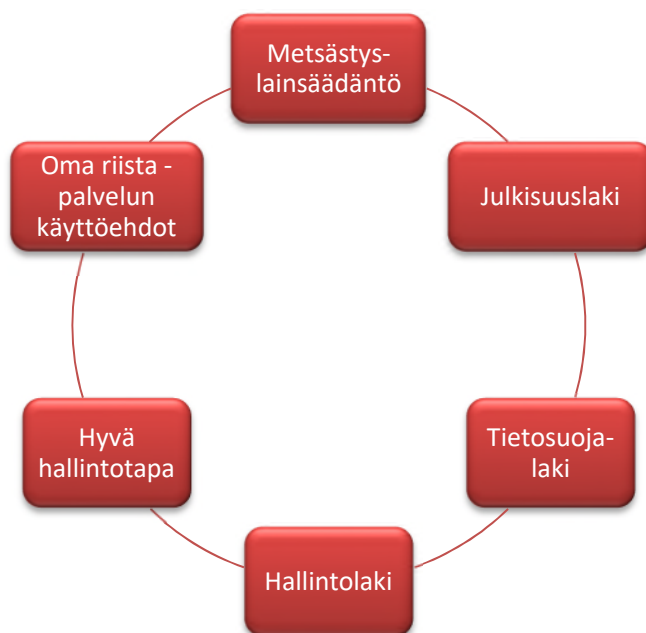 Metsästys-
lainsäädäntö
Julkisuuslaki
Tietosuoja-
laki
Hallintolaki
Hyvä
hallintotapa
Oma riista -
palvelun
käyttöehdot